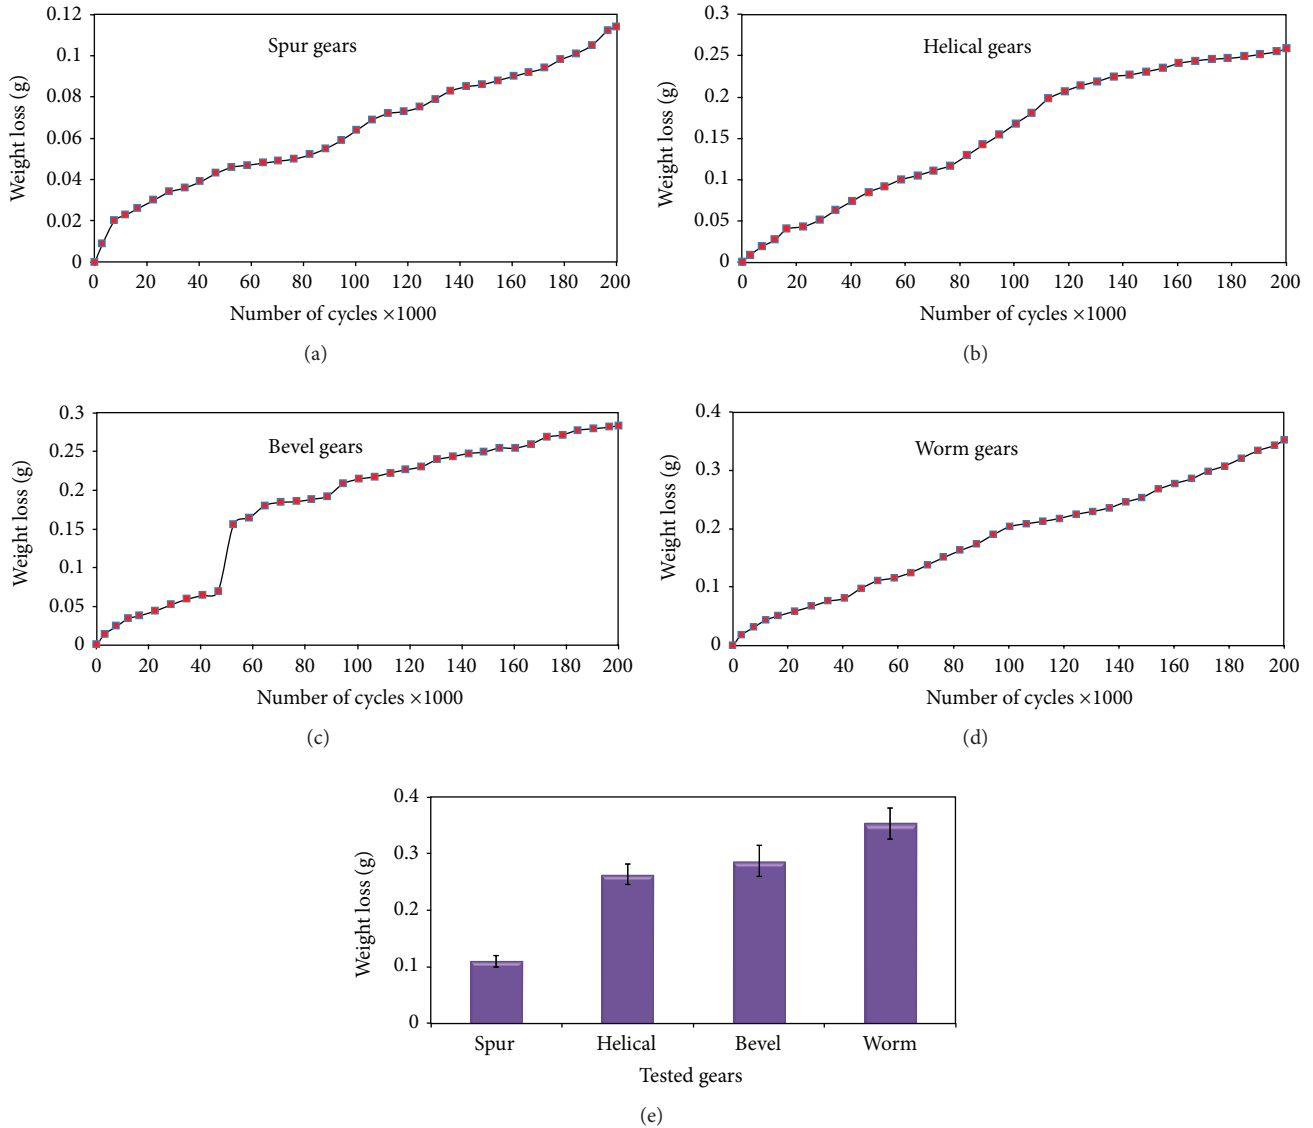 0.12
0.1
0.08
0.06
0.04
0.02
0
Weight loss (g)
Spur gears
0 20 40 60 80 100 120 140 160 180 200
Number of cycles ×1000
(a)
0.3
0.25
0.2
0.15
0.1
0.05
0
Weight loss (g)
Helical gears
0 20 40 60 80 100 120 140 160 180 200
Number of cycles ×1000
(b)
0.3
0.25
0.2
0.15
0.1
0.05
0
Weight loss (g)
Bevel gears
0 20 40 60 80 100 120 140 160 180 200
Number of cycles ×1000
(c)
0.4
0.3
0.2
0.1
0
Weight loss (g)
Worm gears
0 20 40 60 80 100 120 140 160 180 200
Number of cycles ×1000
(d)
0.4
0.3
0.2
0.1
0
Weight loss (g)
Spur Helical Bevel Worm
Tested gears
(e)